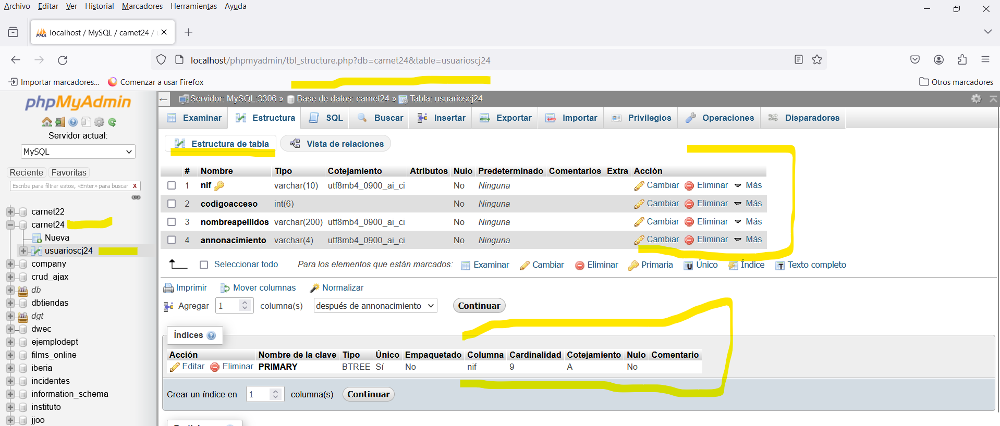 Archivo Editar Ver Historial Marcadores Herramientas Ayuda
localhost / MySQL / carnet24 /
localhost/phpmyadmin/tbl_structure.php?db=carnet24&table=usuarioscj24
Importar marcadores... Comenzar a usar Firefox Otros marcadores
phpMyAdmin
Servidor actual:
MySQL
Reciente Favoritas
Escribe para filtrar estos, «Enter» para buscar X
carnet22
carnet24
Nueva
usuarioscj24
company
crud_ajax
db
dbtiendas
dgt
dwec
ejemplodept
films_online
iberia
incidentes
information_schema
instituto
jjoo
Servidor: MySQL:3306 » Base de datos: carnet24 » Tabla: usuarioscj24
Examinar Estructura SQL Buscar Insertar Exportar Importar Privilegios Operaciones Disparadores
Estructura de tabla Vista de relaciones
# Nombre Tipo Cotejamiento Atributos Nulo Predeterminado Comentarios Extra Acción
1 nif varchar(10) utf8mb4_0900_ai_ci No Ninguna Cambiar Eliminar Más
2 codigoacceso int(6) No Ninguna Cambiar Eliminar Más
3 nombreapellidos varchar(200) utf8mb4_0900_ai_ci No Ninguna Cambiar Eliminar Más
4 annonacimiento varchar(4) utf8mb4_0900_ai_ci No Ninguna Cambiar Eliminar Más
Seleccionar todo Para los elementos que están marcados: Examinar Cambiar Eliminar Primaria Único Índice Texto completo
Imprimir Mover columnas Normalizar
Agregar 1 columna(s) después de annonacimiento Continuar
Índices
Acción Nombre de la clave Tipo Único Empaquetado Columna Cardinalidad Cotejamiento Nulo Comentario
Editar Eliminar PRIMARY BTREE Sí No nif 9 A No
Crear un índice en 1 columna(s) Continuar